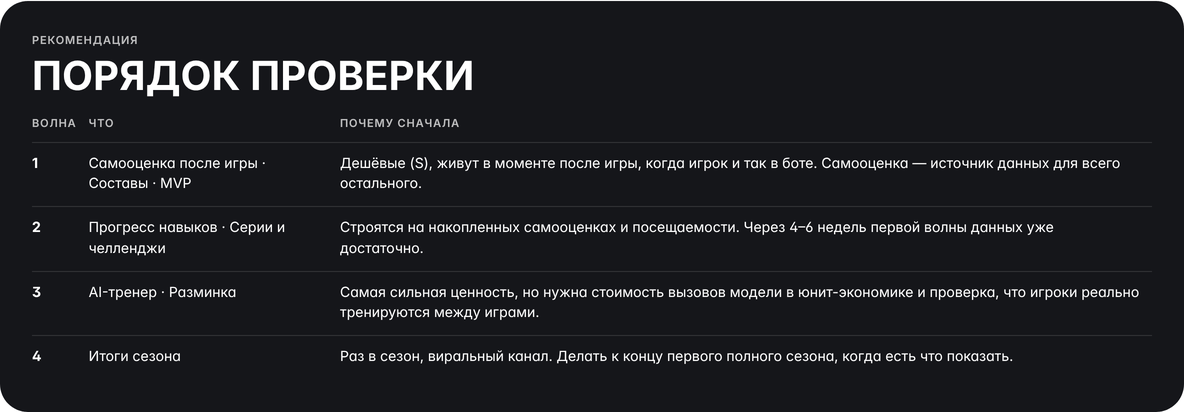 РЕКОМЕНДАЦИЯ
ПОРЯДОК ПРОВЕРКИ
ВОЛНА ЧТО ПОЧЕМУ СНАЧАЛА
1 Самооценка после игры · Дешёвые (S), живут в моменте после игры, когда игрок и так в боте. Самооценка — источник данных для всего
Составы · MVP остального.
2 Прогресс навыков · Серии и Строятся на накопленных самооценках и посещаемости. Через 4–6 недель первой волны данных уже
челленджи достаточно.
3 AI-тренер · Разминка Самая сильная ценность, но нужна стоимость вызовов модели в юнит-экономике и проверка, что игроки реально
тренируются между играми.
4 Итоги сезона Раз в сезон, виральный канал. Делать к концу первого полного сезона, когда есть что показать.